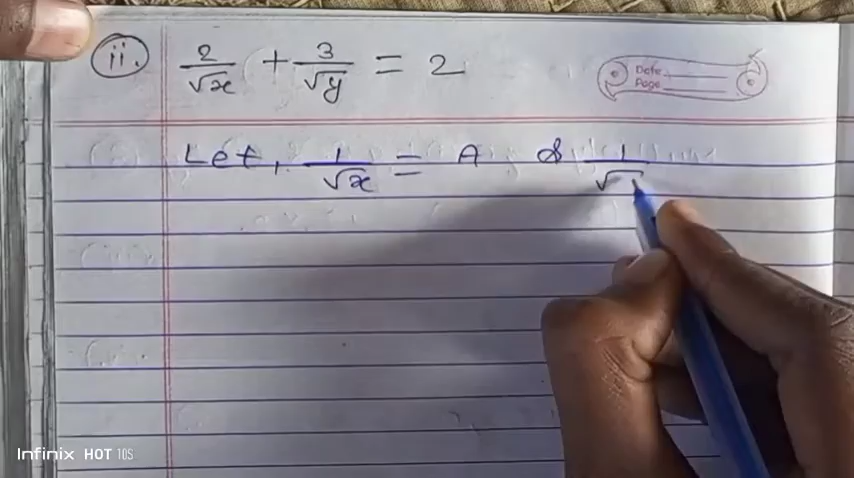 ii. 2/√x + 3/√y = 2
Date
Page
Let, 1/√x = A & 1/√
Infinix HOT 10S